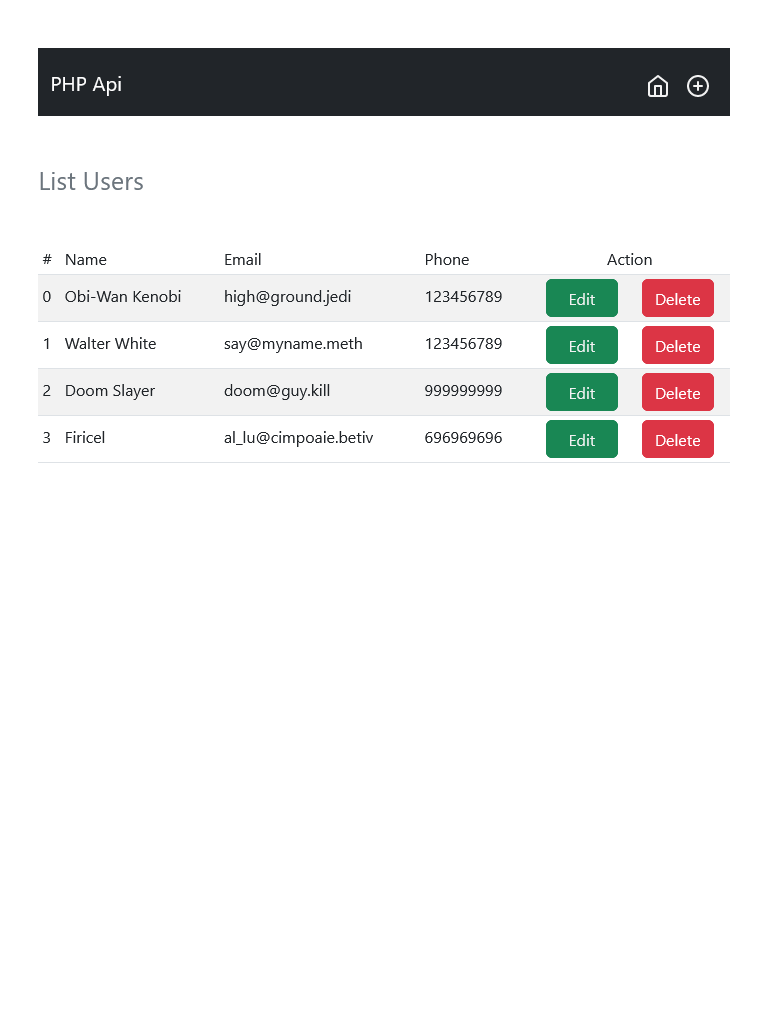 PHP Api
List Users
# Name Email Phone Action
0 Obi-Wan Kenobi high@ground.jedi 123456789 Edit Delete
1 Walter White say@myname.meth 123456789 Edit Delete
2 Doom Slayer doom@guy.kill 999999999 Edit Delete
3 Firicel al_lu@cimpoaie.betiv 696969696 Edit Delete